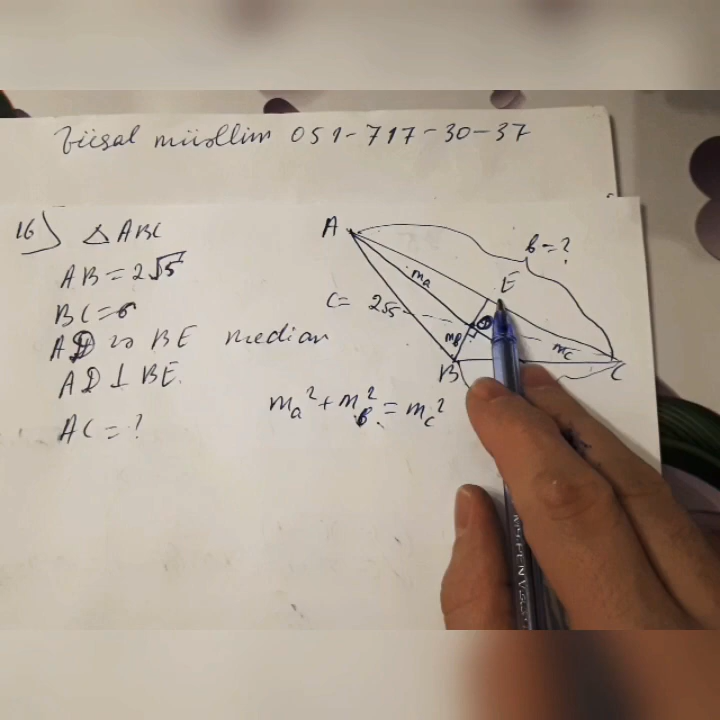 Vüsal müəllim 051-717-30-37
16) △ABC
AB = 2√5
BC = 6
AD və BE median
AD ⊥ BE.
AC = ?
mₐ² + m_b² = m_c²
A
b = ?
E
mₐ
C = 2√5
m_b
m_c
B
C